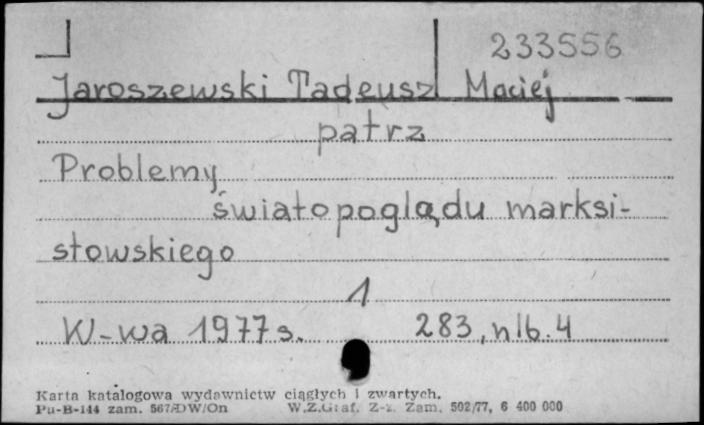 233556
Jaroszewski Tadeusz Maciej
patrz
Problemy
światopoglądu marksi-
stowskiego
1
W-wa 1977 s. 283, nlb. 4
Karta katalogowa wydawnictw ciągłych i zwartych.
Pu-B-144 zam. 567/DW/On W.Z.Graf. Z-z. Zam. 502/77, 6 400 000